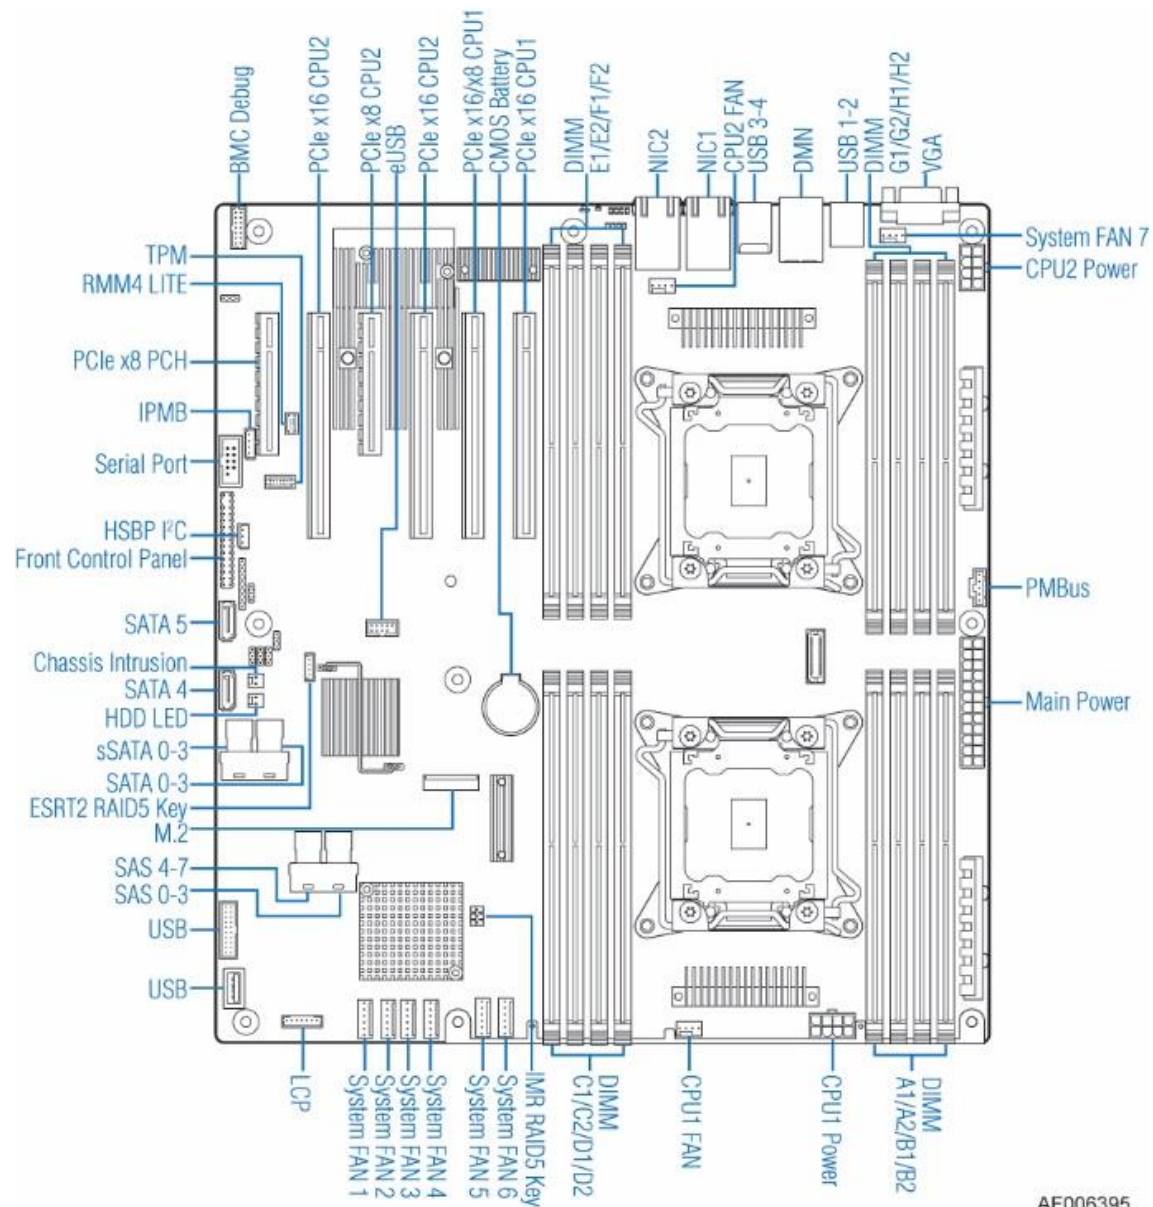 BMC Debug
PCIe x16 CPU2
PCIe x8 CPU2
eUSB
PCIe x16 CPU2
PCIe x16/x8 CPU1
CMOS Battery
PCIe x16 CPU1
DIMM
E1/E2/F1/F2
NIC2
NIC1
CPU2 FAN
USB 3-4
DMN
USB 1-2
DIMM
G1/G2/H1/H2
VGA
System FAN 7
CPU2 Power
TPM
RMM4 LITE
PCIe x8 PCH
IPMB
Serial Port
HSBP I²C
Front Control Panel
PMBus
SATA 5
Chassis Intrusion
SATA 4
Main Power
HDD LED
sSATA 0-3
SATA 0-3
ESRT2 RAID5 Key
M.2
SAS 4-7
SAS 0-3
USB
USB
LCP
System FAN 1
System FAN 2
System FAN 3
System FAN 4
System FAN 5
System FAN 6
IMR RAID5 Key
DIMM
C1/C2/D1/D2
CPU1 FAN
CPU1 Power
DIMM
A1/A2/B1/B2
AF006395